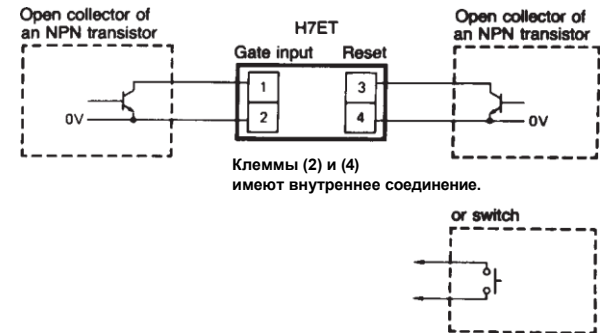 Open collector of
an NPN transistor
H7ET
Open collector of
an NPN transistor
Gate input
Reset
1
3
2
4
0V
0V
Клеммы (2) и (4)
имеют внутреннее соединение.
or switch